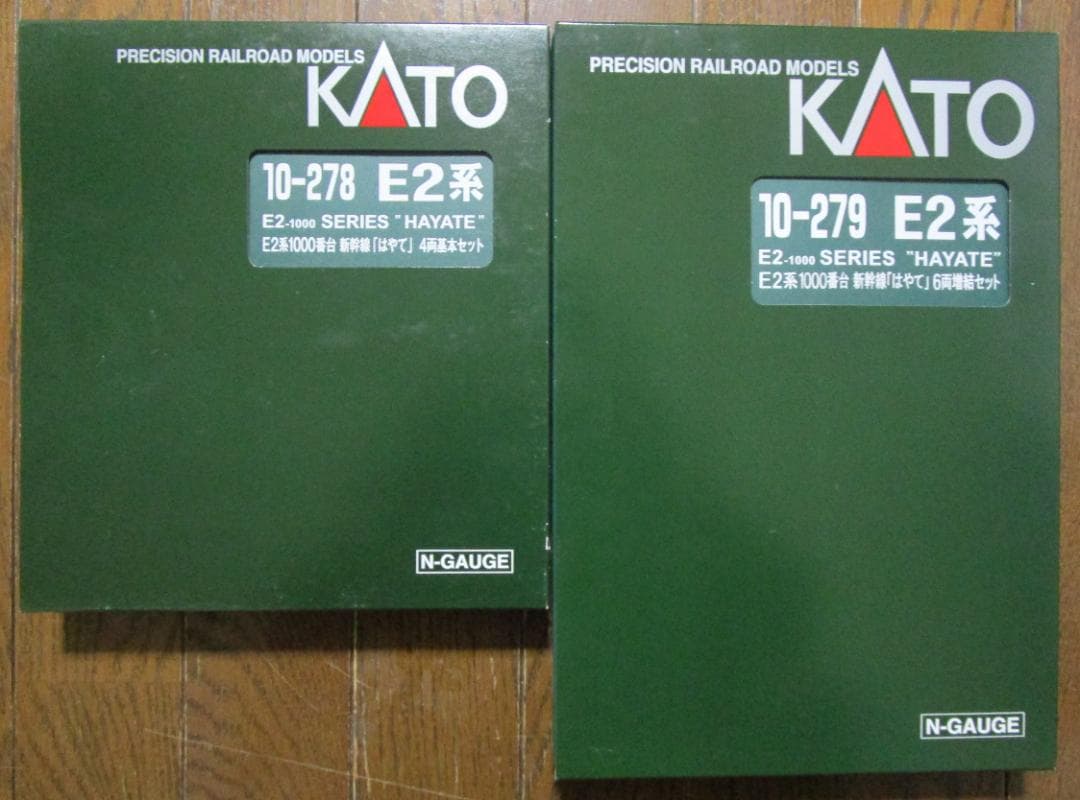 PRECISION RAILROAD MODELS
KATO
10-278 E2系
E2-1000 SERIES "HAYATE"
E2系1000番台 新幹線「はやて」 4両基本セット
N-GAUGE
PRECISION RAILROAD MODELS
KATO
10-279 E2系
E2-1000 SERIES "HAYATE"
E2系1000番台 新幹線「はやて」 6両増結セット
N-GAUGE